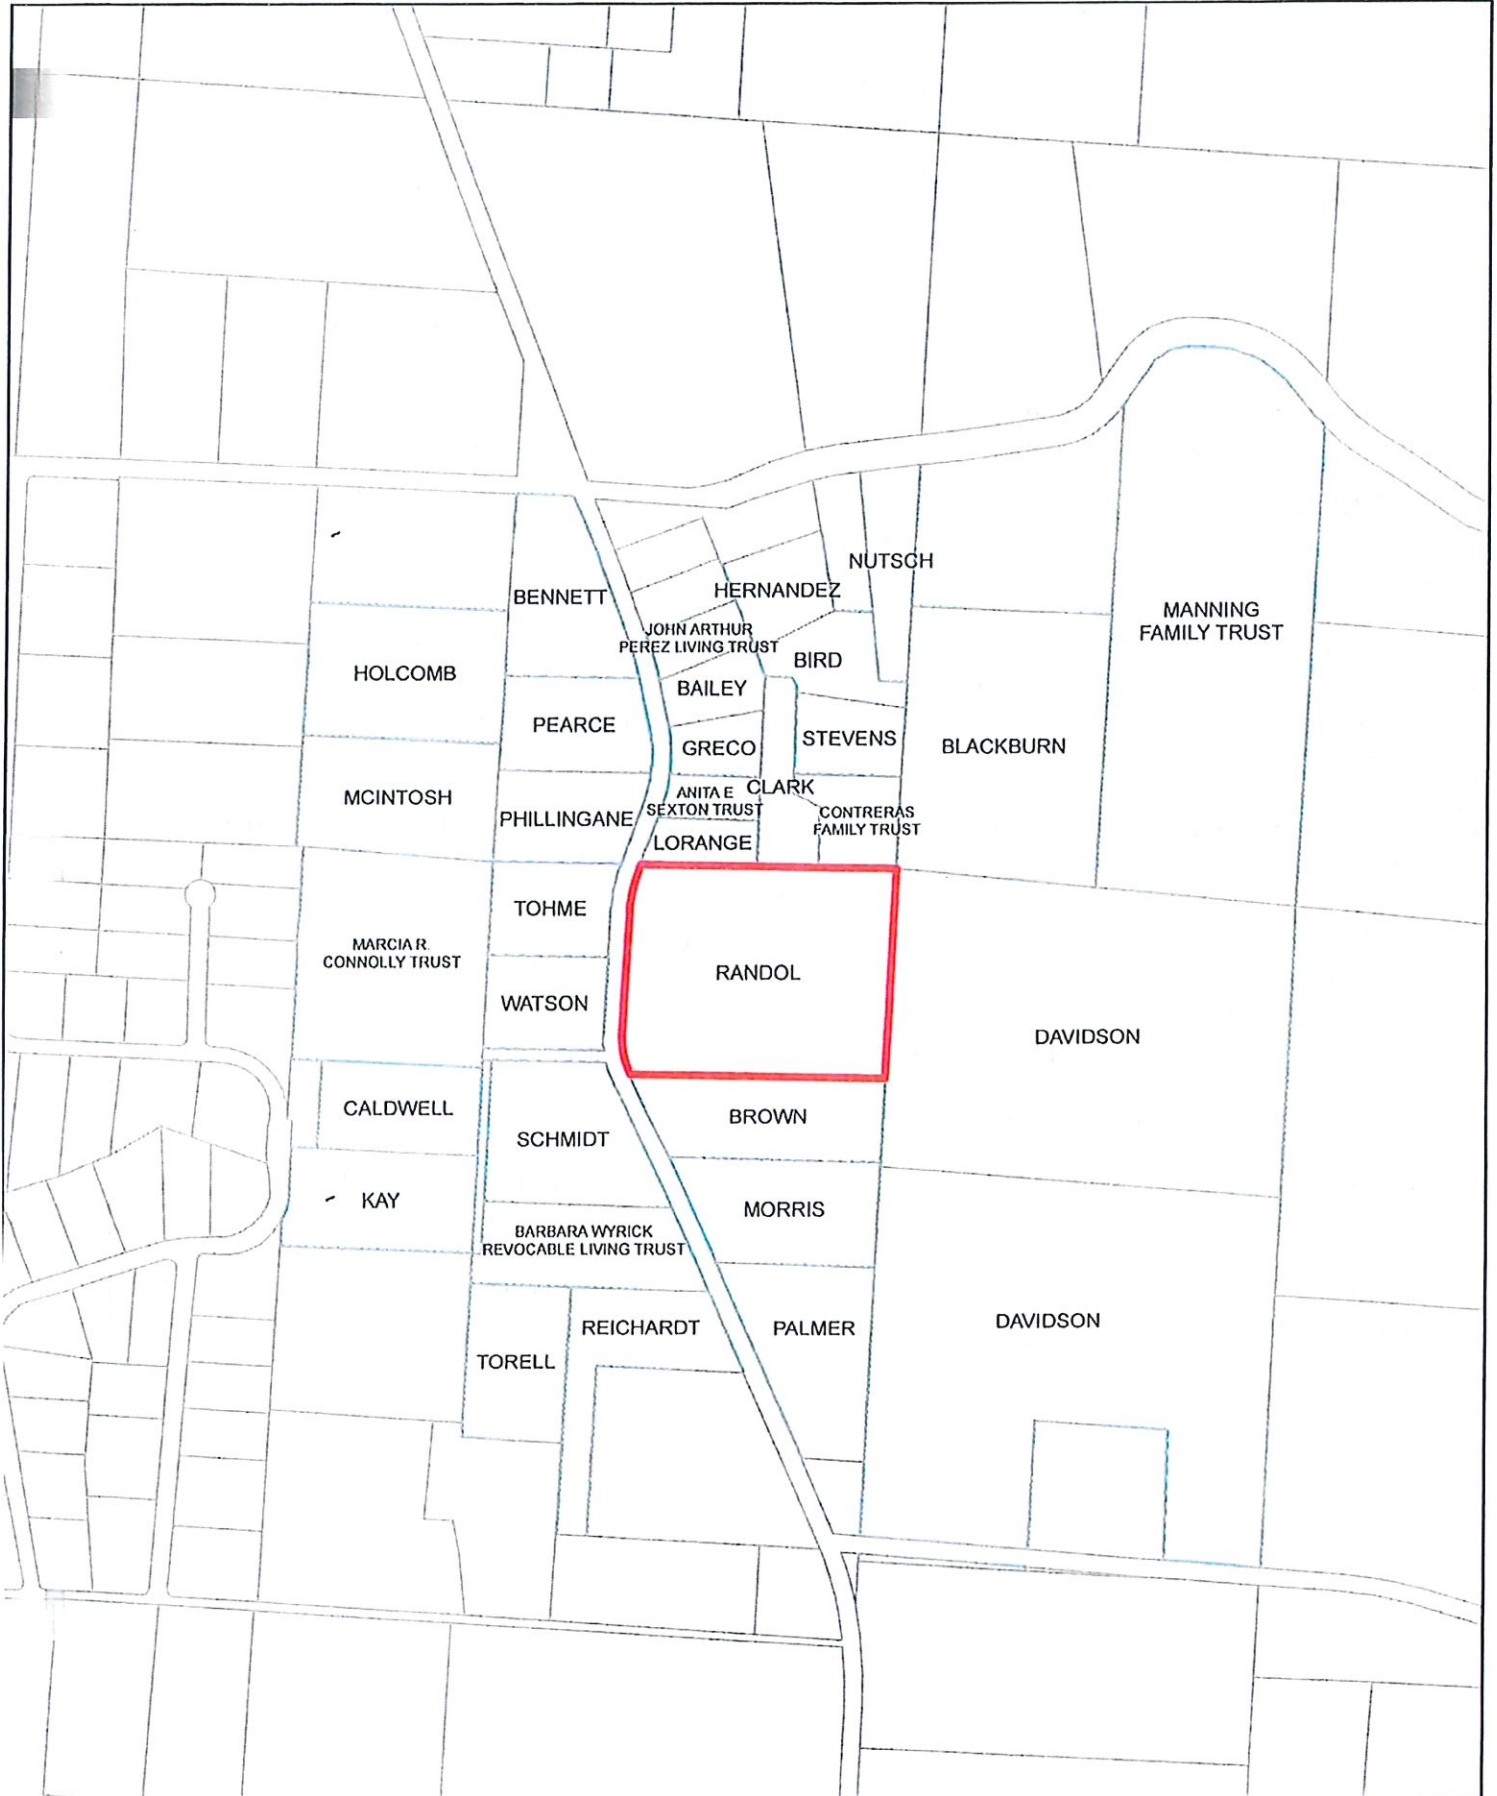 NUTSCH
HERNANDEZ
BENNETT
MANNING
FAMILY TRUST
JOHN ARTHUR
PEREZ LIVING TRUST
BIRD
HOLCOMB
BAILEY
PEARCE
STEVENS
GRECO
BLACKBURN
CLARK
ANITA E
SEXTON TRUST
MCINTOSH
PHILLINGANE
CONTRERAS
FAMILY TRUST
LORANGE
TOHME
MARCIA R.
CONNOLLY TRUST
RANDOL
WATSON
DAVIDSON
CALDWELL
BROWN
SCHMIDT
KAY
MORRIS
BARBARA WYRICK
REVOCABLE LIVING TRUST
DAVIDSON
REICHARDT
PALMER
TORELL